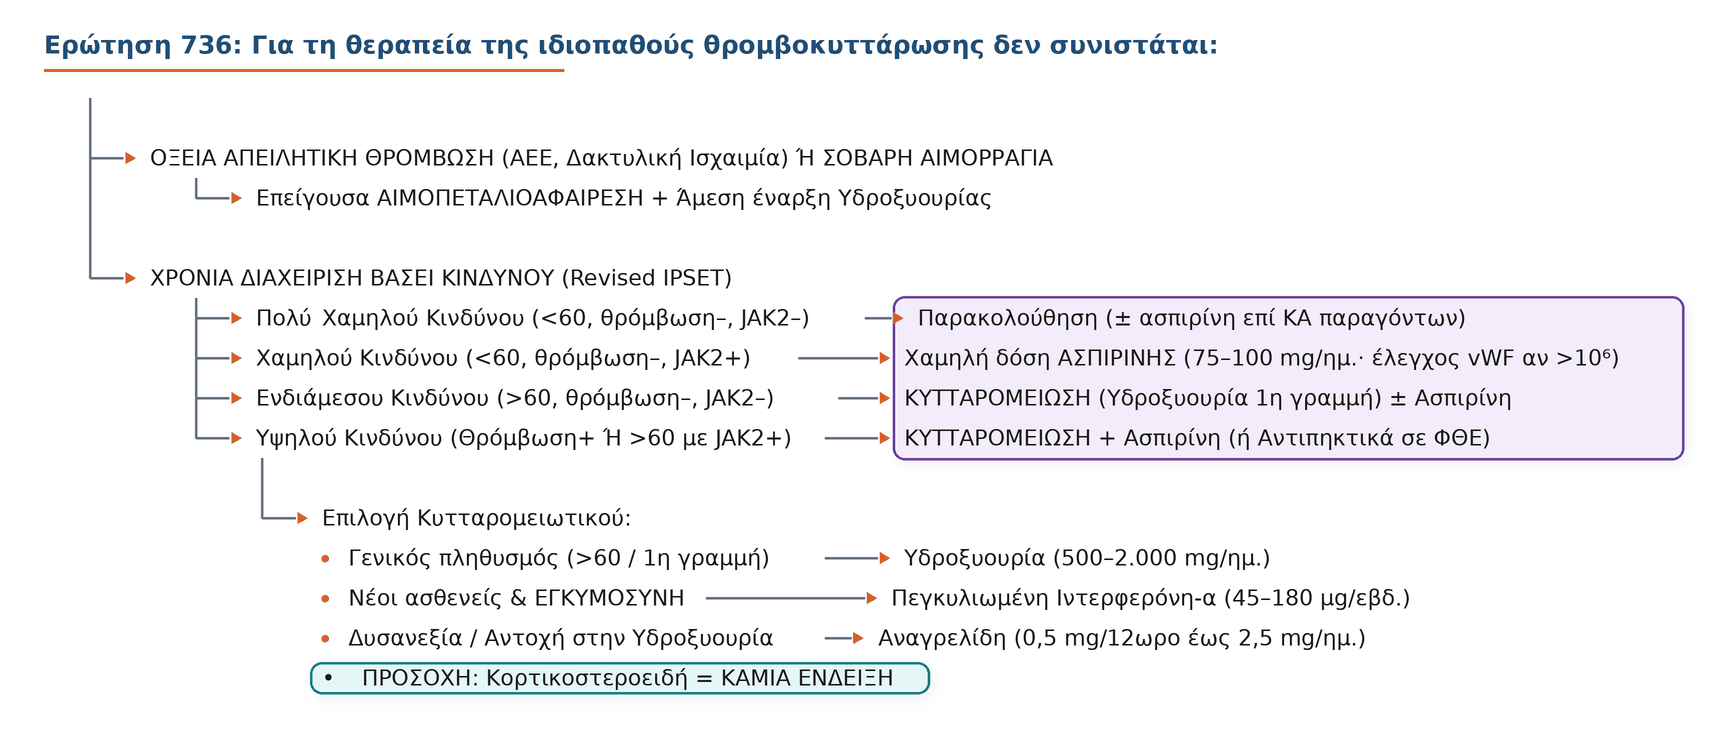 Ερώτηση 736: Για τη θεραπεία της ιδιοπαθούς θρομβοκυττάρωσης δεν συνιστάται:
ΟΞΕΙΑ ΑΠΕΙΛΗΤΙΚΗ ΘΡΟΜΒΩΣΗ (ΑΕΕ, Δακτυλική Ισχαιμία) Ή ΣΟΒΑΡΗ ΑΙΜΟΡΡΑΓΙΑ
Επείγουσα ΑΙΜΟΠΕΤΑΛΙΟΑΦΑΙΡΕΣΗ + Άμεση έναρξη Υδροξυουρίας
ΧΡΟΝΙΑ ΔΙΑΧΕΙΡΙΣΗ ΒΑΣΕΙ ΚΙΝΔΥΝΟΥ (Revised IPSET)
Πολύ Χαμηλού Κινδύνου (<60, θρόμβωση–, JAK2–) Παρακολούθηση (± ασπιρίνη επί ΚΑ παραγόντων)
Χαμηλού Κινδύνου (<60, θρόμβωση–, JAK2+) Χαμηλή δόση ΑΣΠΙΡΙΝΗΣ (75–100 mg/ημ.· έλεγχος vWF αν >10⁶)
Ενδιάμεσου Κινδύνου (>60, θρόμβωση–, JAK2–) ΚΥΤΤΑΡΟΜΕΙΩΣΗ (Υδροξυουρία 1η γραμμή) ± Ασπιρίνη
Υψηλού Κινδύνου (Θρόμβωση+ Ή >60 με JAK2+) ΚΥΤΤΑΡΟΜΕΙΩΣΗ + Ασπιρίνη (ή Αντιπηκτικά σε ΦΘΕ)
Επιλογή Κυτταρομειωτικού:
• Γενικός πληθυσμός (>60 / 1η γραμμή) Υδροξυουρία (500–2.000 mg/ημ.)
• Νέοι ασθενείς & ΕΓΚΥΜΟΣΥΝΗ Πεγκυλιωμένη Ιντερφερόνη-α (45–180 μg/εβδ.)
• Δυσανεξία / Αντοχή στην Υδροξυουρία Αναγρελίδη (0,5 mg/12ωρο έως 2,5 mg/ημ.)
• ΠΡΟΣΟΧΗ: Κορτικοστεροειδή = ΚΑΜΙΑ ΕΝΔΕΙΞΗ